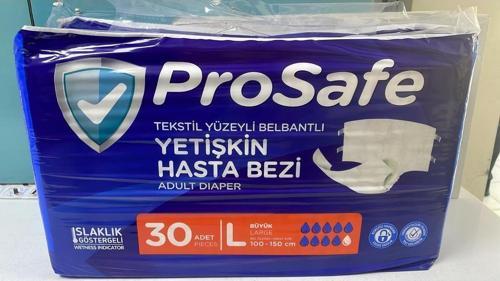 ProSafe
TEKSTİL YÜZEYLİ BELBANTLI
YETİŞKİN
HASTA BEZİ
ADULT DIAPER
ISLAKLIK
GÖSTERGELİ
WETNESS INDICATOR
30 ADET
PIECES
L BÜYÜK
LARGE
100-150 cm